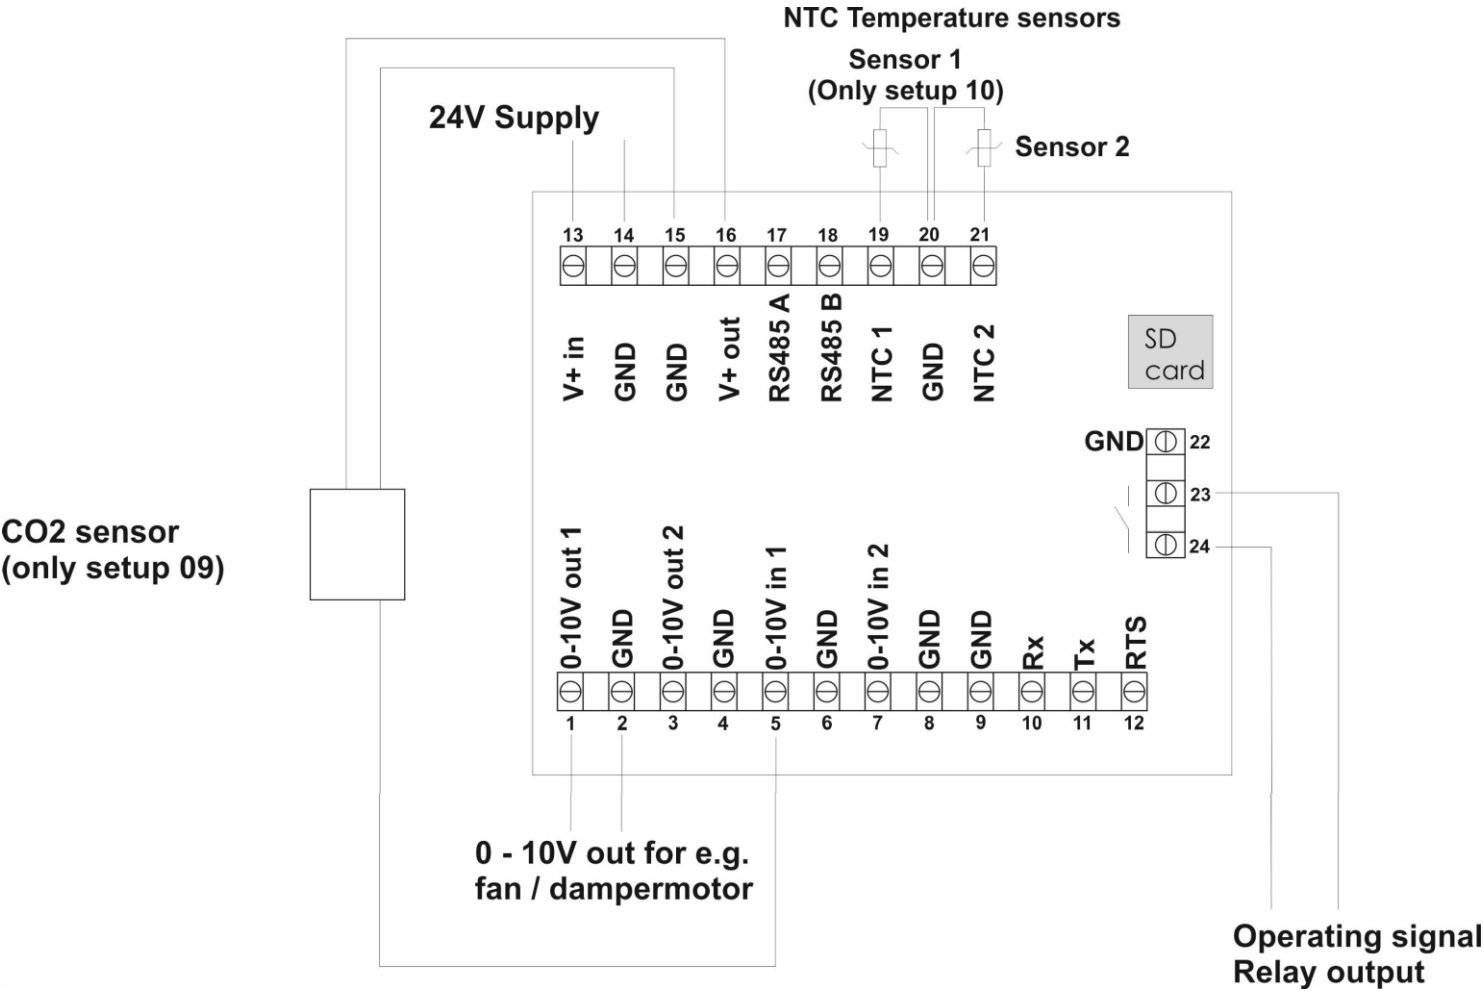 NTC Temperature sensors
Sensor 1
(Only setup 10)
24V Supply
Sensor 2
13 14 15 16 17 18 19 20 21
V+ in
GND
GND
V+ out
RS485 A
RS485 B
NTC 1
GND
NTC 2
SD
card
GND 22
23
24
CO2 sensor
(only setup 09)
0-10V out 1
GND
0-10V out 2
GND
0-10V in 1
GND
0-10V in 2
GND
GND
Rx
Tx
RTS
1 2 3 4 5 6 7 8 9 10 11 12
0 - 10V out for e.g.
fan / dampermotor
Operating signal
Relay output